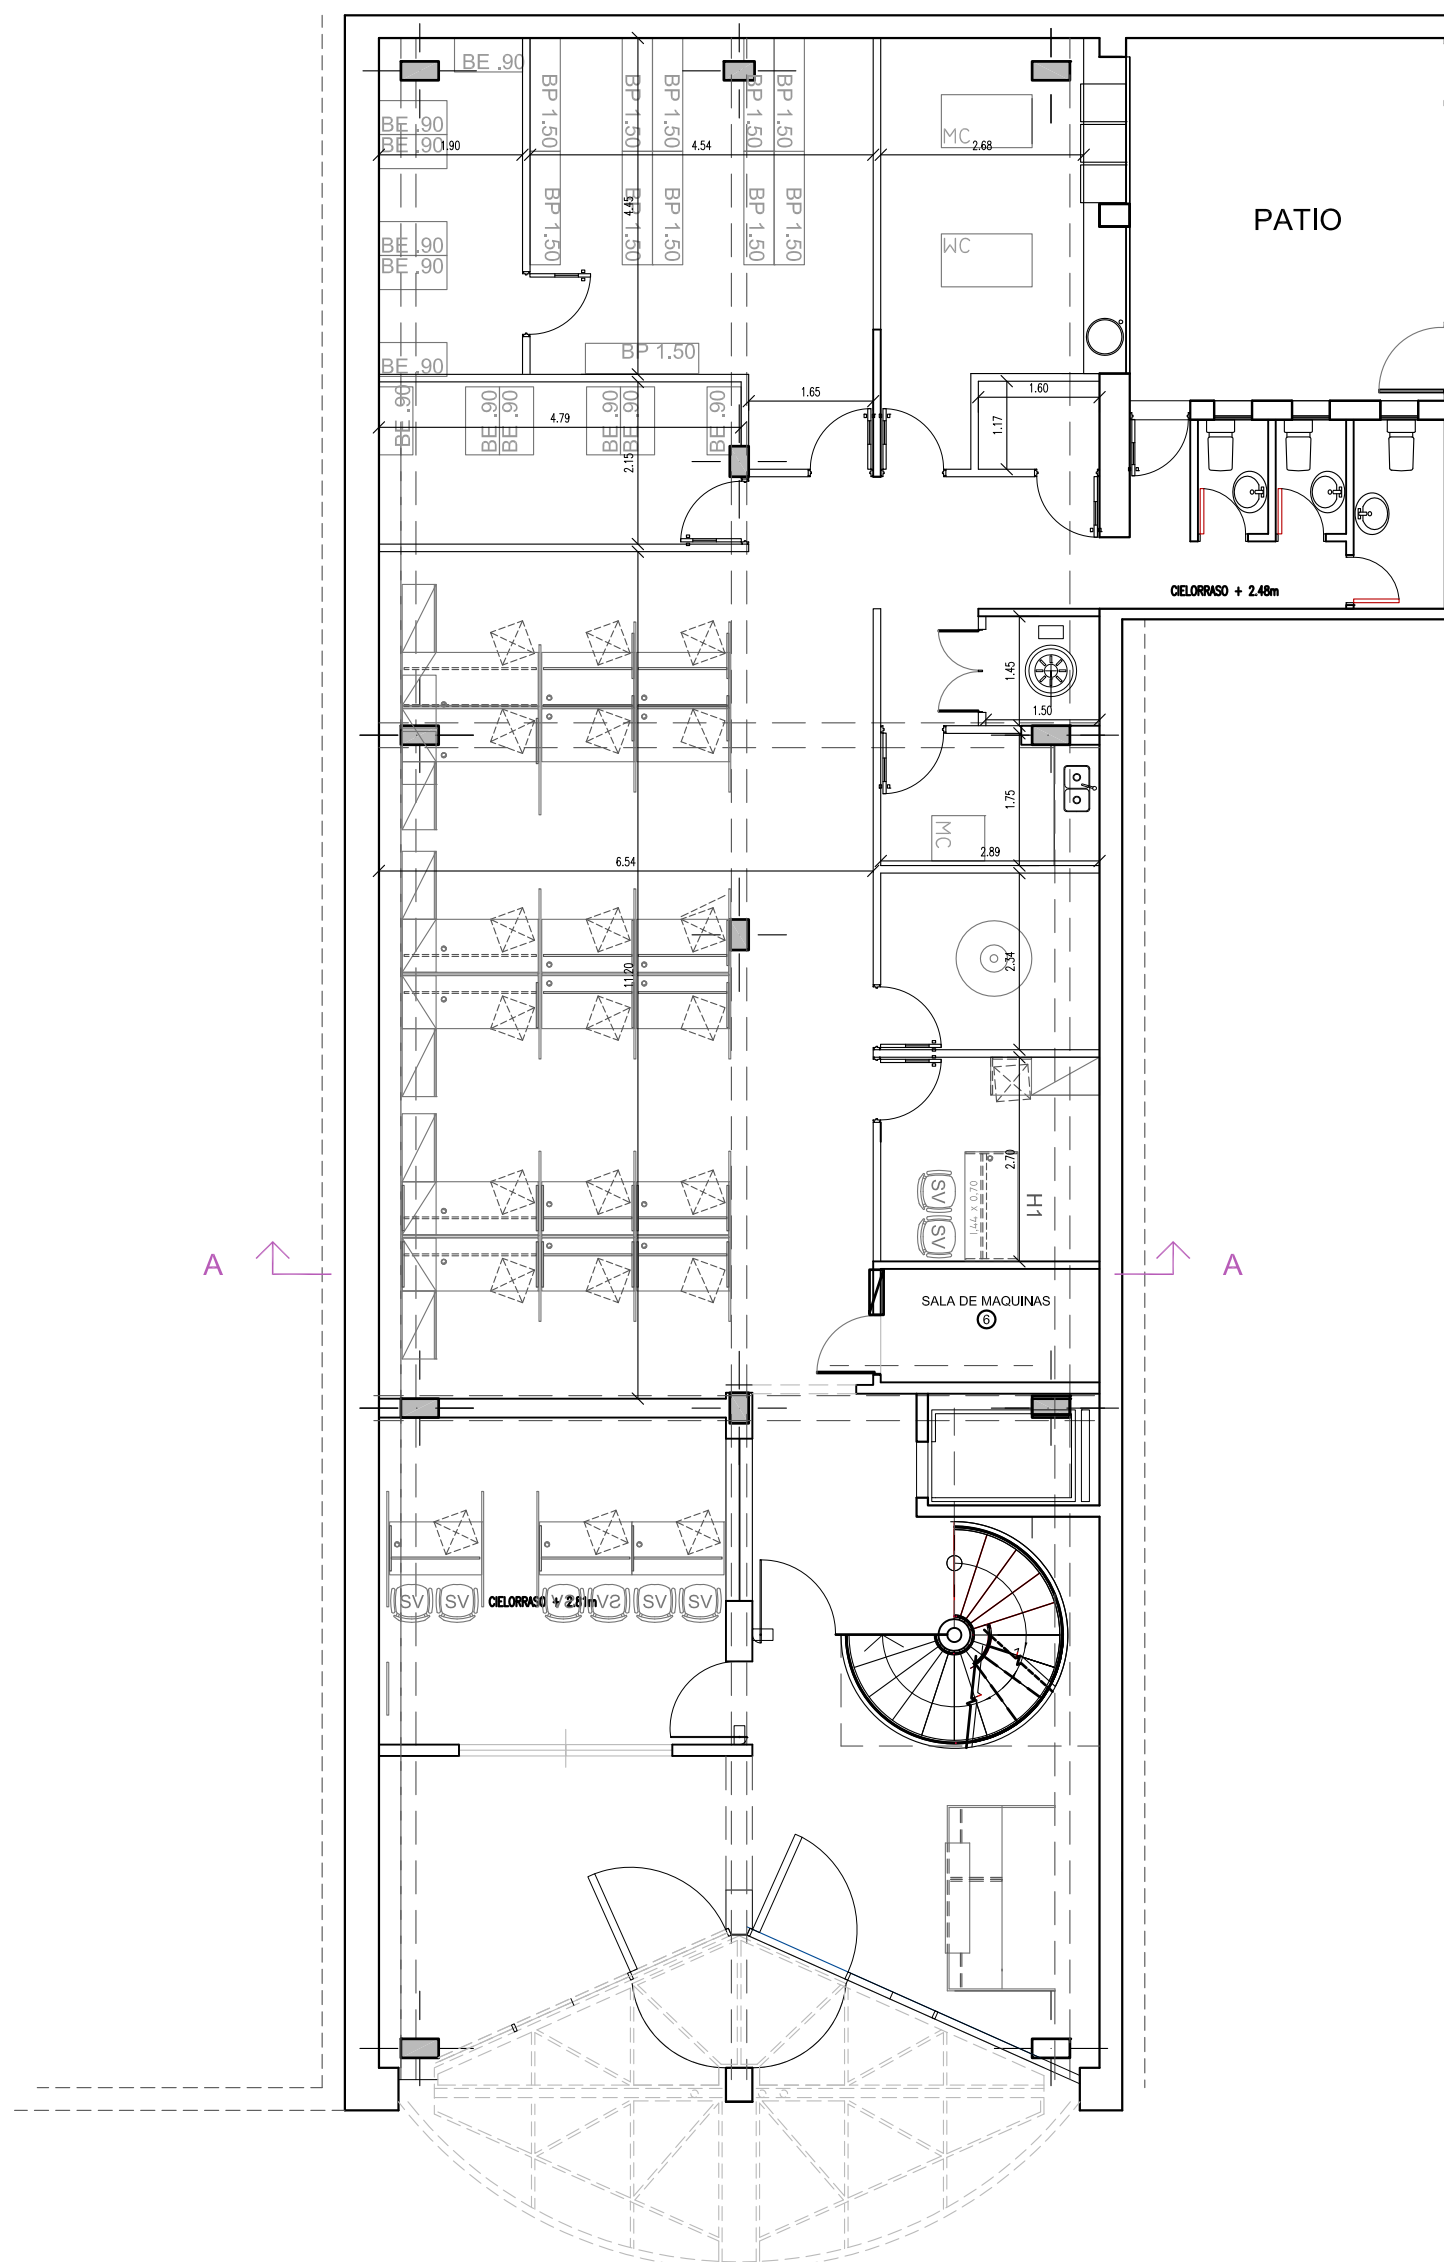 BE .90
BP 1.50
BP 1.50
BP 1.50
BP 1.50
BP 1.50
BE .90
BE .90
1.90
4.54
2.68
MC
BP 1.50
BP 1.50
BP 1.50
BP 1.50
BP 1.50
4.45
PATIO
BE .90
BE .90
MC
BP 1.50
BE .90
BE .90
BE .90
BE .90
BE .90
BE .90
BE .90
4.79
1.65
1.60
1.17
2.15
CIELORRASO + 2.48m
1.45
1.50
1.75
MC
2.89
6.54
2.34
11.20
2.70
1,44 X 0,70
H1
SV
SV
A
A
SALA DE MAQUINAS
6
SV
SV
CIELORRASO + 2.81m
SV
SV
SV
SV